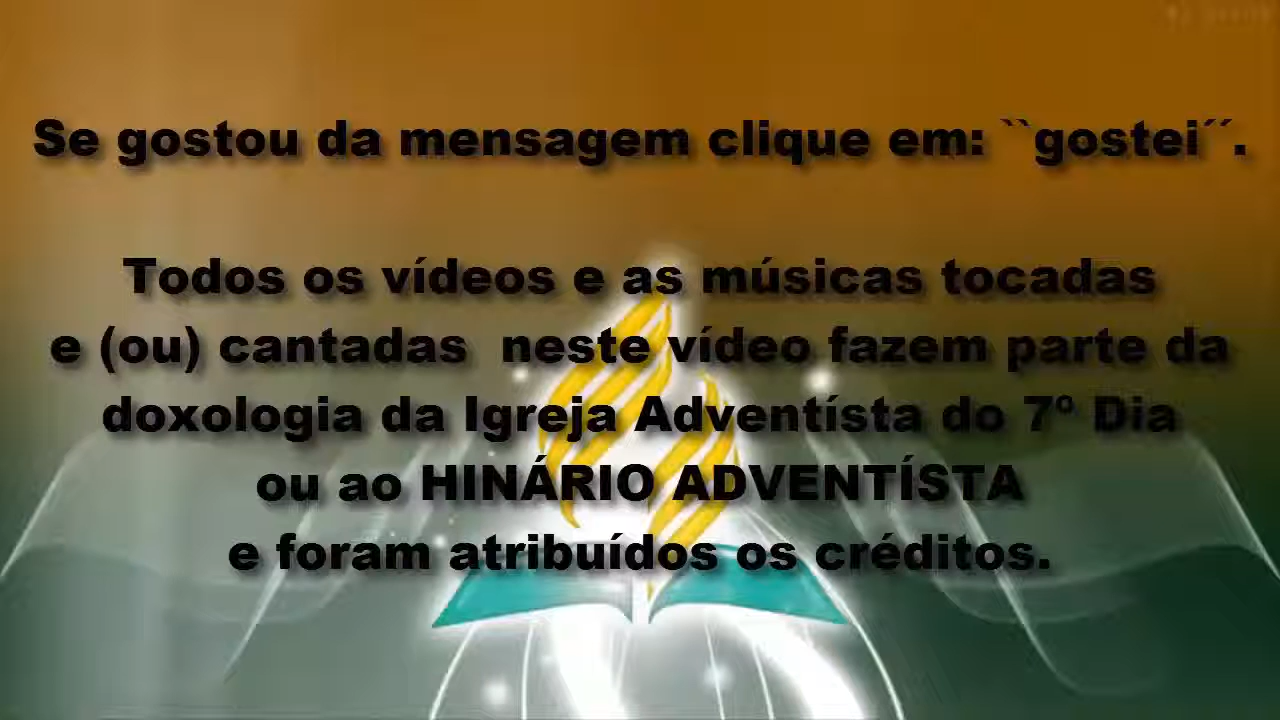 Se gostou da mensagem clique em: ``gostei´´.
Todos os vídeos e as músicas tocadas
e (ou) cantadas neste vídeo fazem parte da
doxologia da Igreja Adventísta do 7º Dia
ou ao HINÁRIO ADVENTÍSTA
e foram atribuídos os créditos.